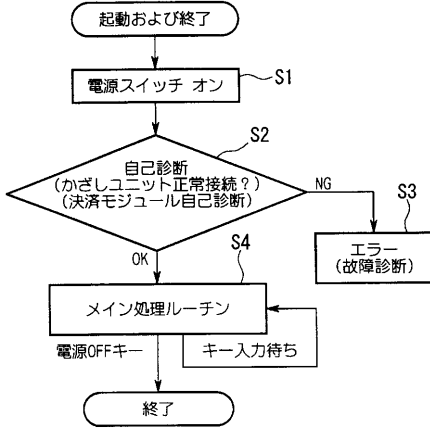 起動および終了
電源スイッチ オン
S1
S2
自己診断
(かざしユニット正常接続?)
(決済モジュール自己診断)
NG
S3
エラー
(故障診断)
OK
S4
メイン処理ルーチン
電源OFFキー
キー入力待ち
終了